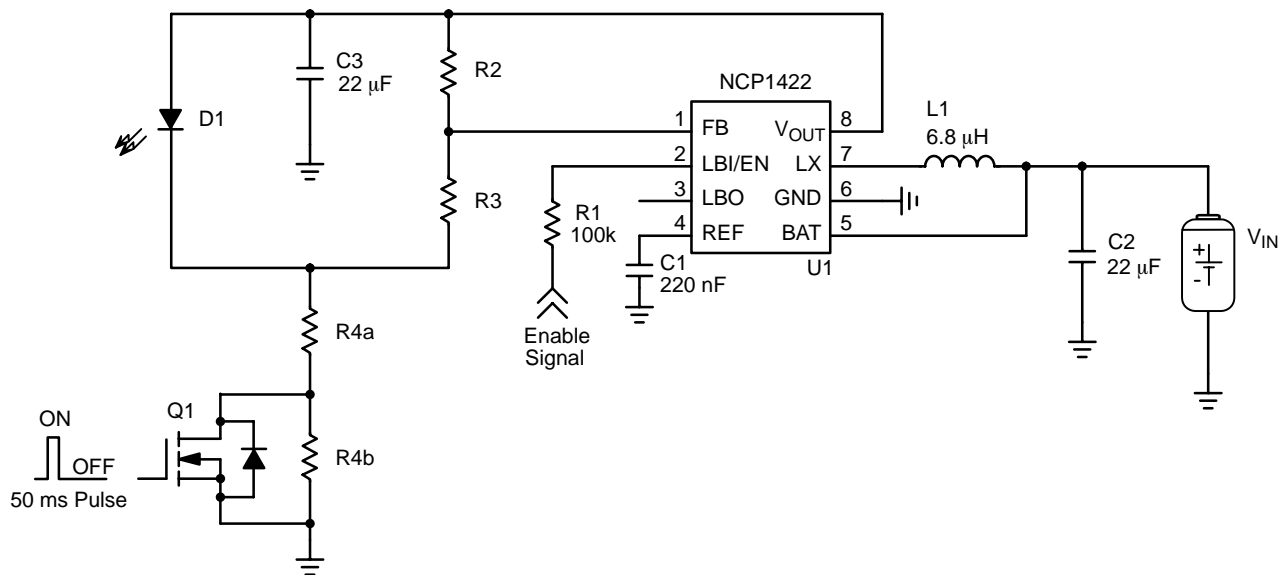 C3
22 μF
R2
D1
R3
NCP1422
1 FB VOUT 8
2 LBI/EN LX 7
3 LBO GND 6
4 REF BAT 5
U1
L1
6.8 μH
R1
100k
C1
220 nF
Enable
Signal
C2
22 μF
+
-
VIN
R4a
Q1
ON
OFF
50 ms Pulse
R4b